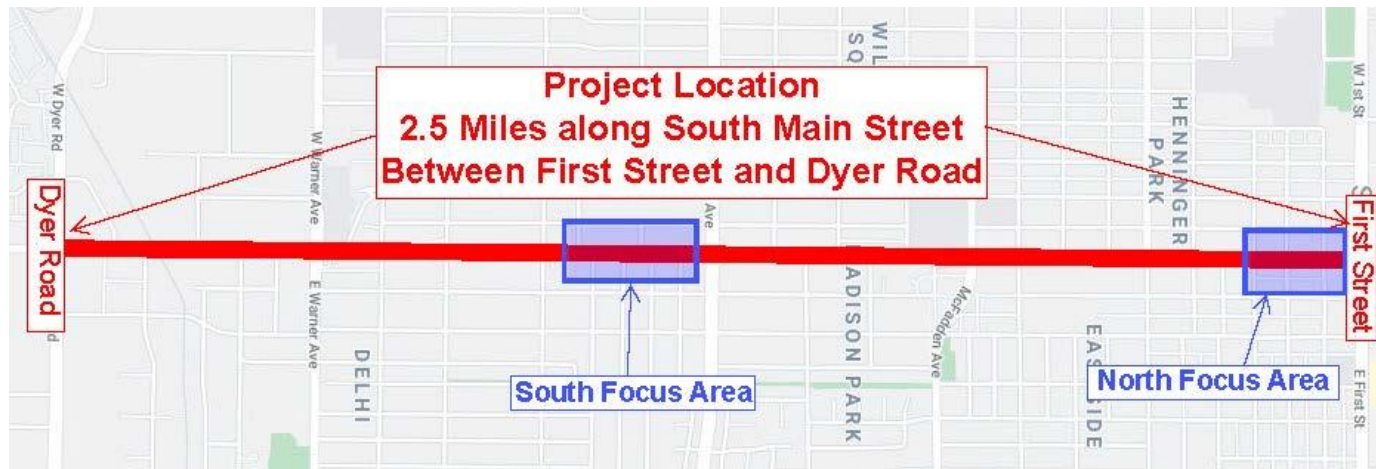 Project Location
2.5 Miles along South Main Street
Between First Street and Dyer Road
Dyer Road
First Street
South Focus Area
North Focus Area
W Dyer Rd
W Warner Ave
E Warner Ave
DELHI
Ave
ADISON PARK
McFadden Ave
HENNINGER
PARK
W 1st St
E First St